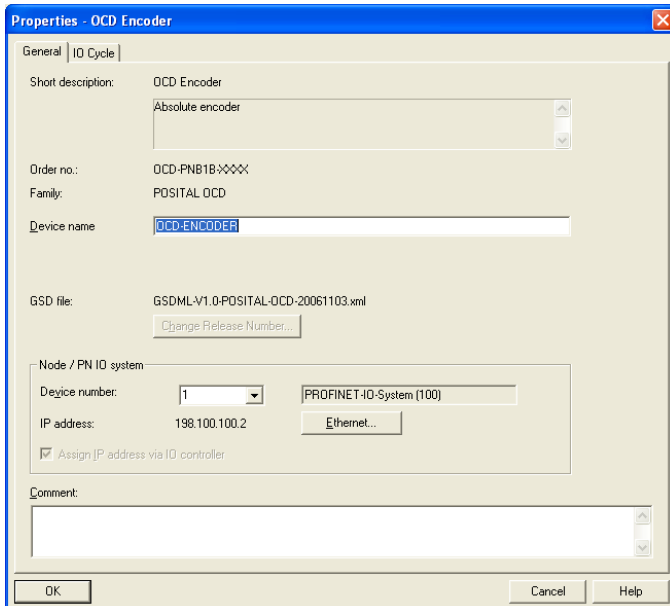 Properties - OCD Encoder
General IO Cycle
Short description: OCD Encoder
Absolute encoder
Order no.: OCD-PNB1B-XXXX
Family: POSITAL OCD
Device name OCD-ENCODER
GSD file: GSDML-V1.0-POSITAL-OCD-20061103.xml
Change Release Number...
Node / PN IO system
Device number: 1 PROFINET-IO-System (100)
IP address: 198.100.100.2 Ethernet...
Assign IP address via IO controller
Comment:
OK Cancel Help